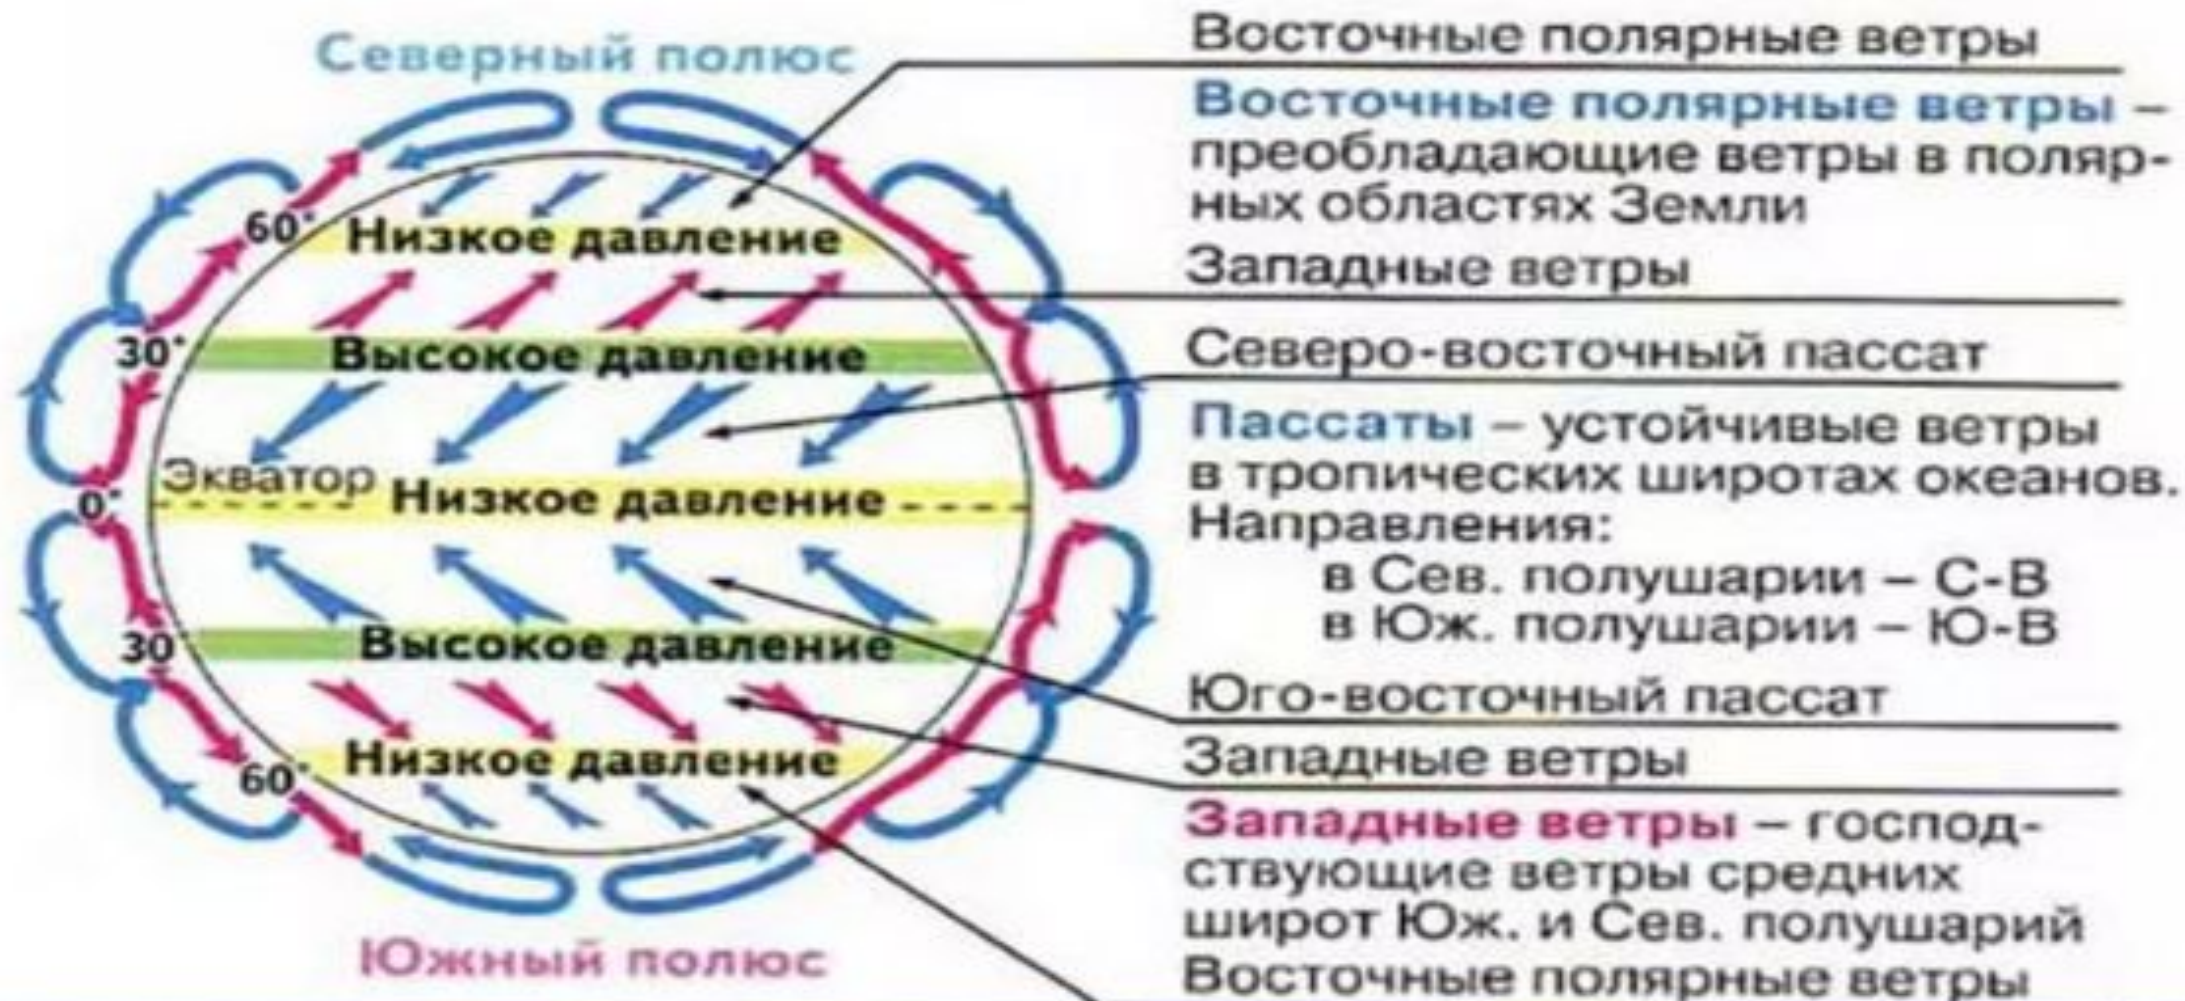 Северный полюс
60°
Низкое давление
30°
Высокое давление
Экватор
0°
Низкое давление
30
Высокое давление
60°
Низкое давление
Южный полюс
Восточные полярные ветры
Восточные полярные ветры –
преобладающие ветры в поляр-
ных областях Земли
Западные ветры
Северо-восточный пассат
Пассаты – устойчивые ветры
в тропических широтах океанов.
Направления:
в Сев. полушарии – С-В
в Юж. полушарии – Ю-В
Юго-восточный пассат
Западные ветры
Западные ветры – господ-
ствующие ветры средних
широт Юж. и Сев. полушарий
Восточные полярные ветры